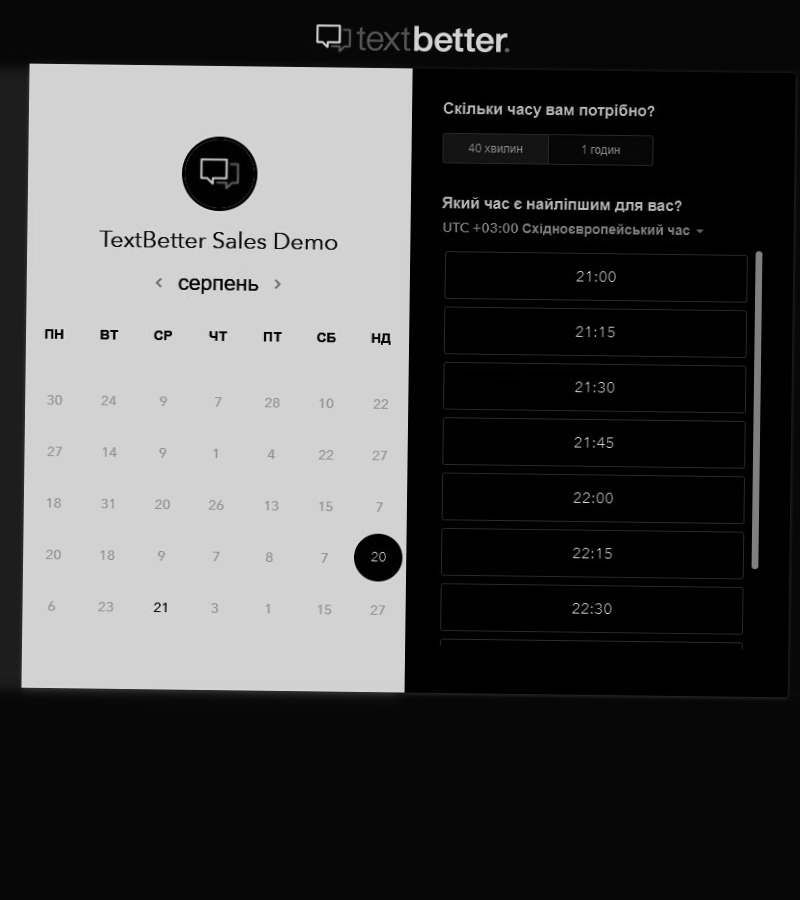 textbetter.
TextBetter Sales Demo
серпень
ПН ВТ СР ЧТ ПТ СБ НД
30 24 9 7 28 10 22
27 14 9 1 4 22 27
18 31 20 26 13 15 7
20 18 9 7 8 7 20
6 23 21 3 1 15 27
Скільки часу вам потрібно?
40 хвилин 1 годин
Який час є найліпшим для вас?
UTC +03:00 Східноєвропейський час
21:00
21:15
21:30
21:45
22:00
22:15
22:30